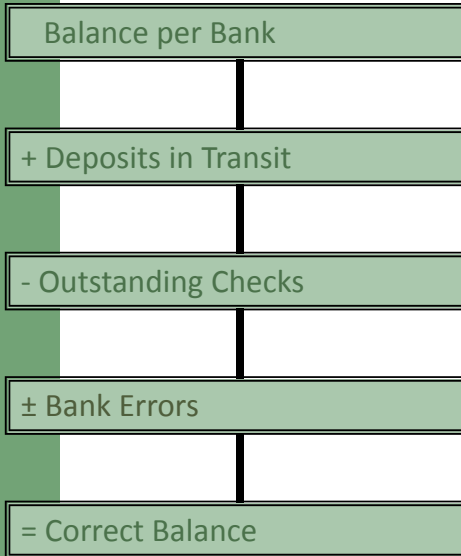 Balance per Bank
+ Deposits in Transit
- Outstanding Checks
± Bank Errors
= Correct Balance